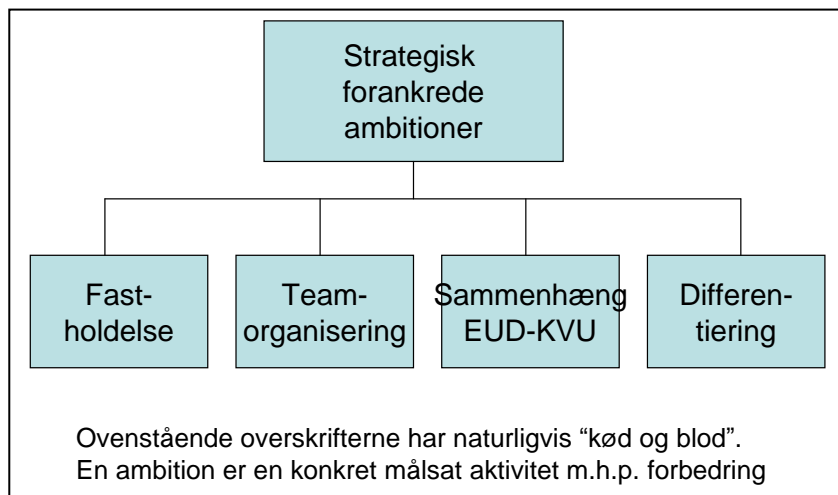 Strategisk
forankrede
ambitioner
Fast-
holdelse
Team-
organisering
Sammenhæng
EUD-KVU
Differen-
tiering
Ovenstående overskrifterne har naturligvis “kød og blod”.
En ambition er en konkret målsat aktivitet m.h.p. forbedring